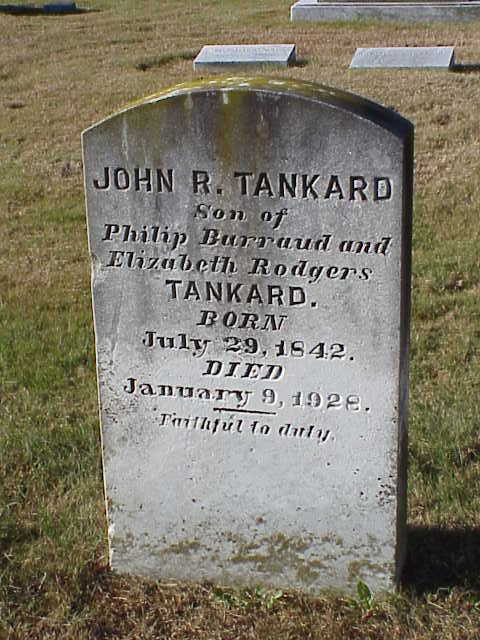 JOHN R. TANKARD
Son of
Philip Barraud and
Elizabeth Rodgers
TANKARD.
BORN
July 29, 1842.
DIED
January 9, 1928.
Faithful to duty.